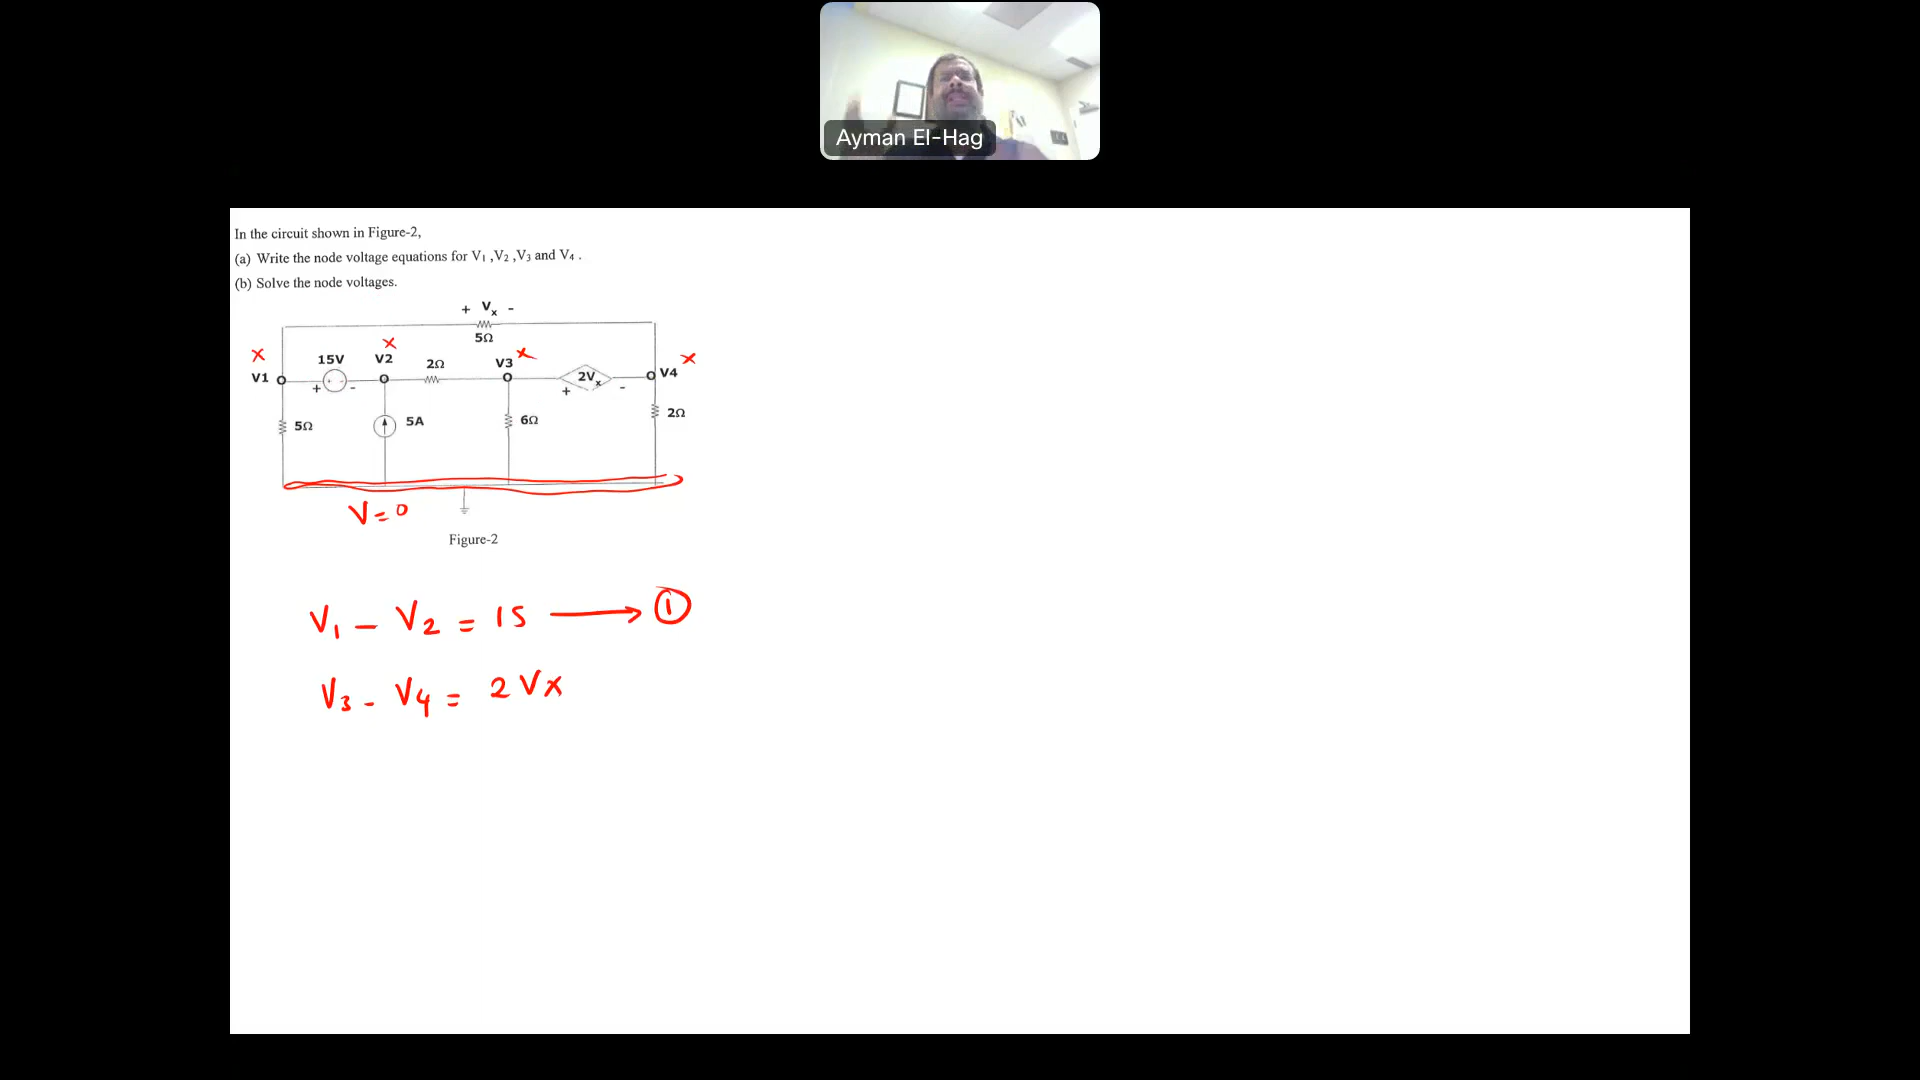 Ayman El-Hag
In the circuit shown in Figure-2,
(a) Write the node voltage equations for V1 ,V2 ,V3 and V4 .
(b) Solve the node voltages.
+ Vx -
5Ω
x
15V
x
V2
2Ω
V3
x
x
V1
+ -
2Vx
+ -
V4
5Ω
5A
6Ω
2Ω
V=0
Figure-2
V1 – V2 = 15 ⟶ ①
V3 - V4 = 2Vx